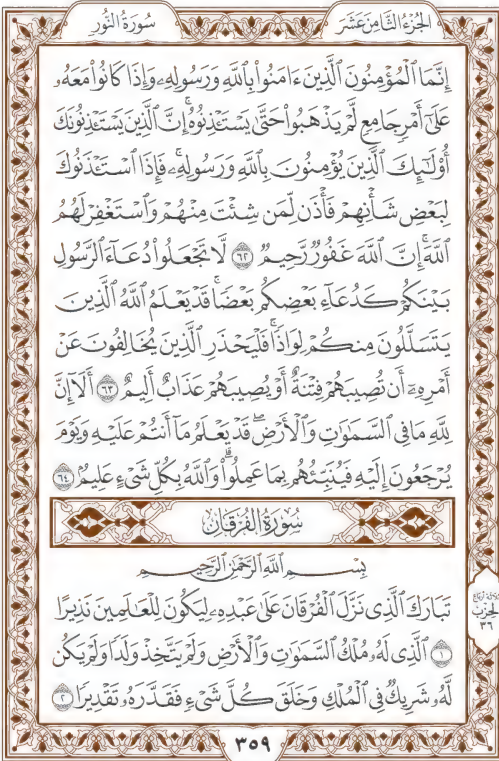 الجزء الثامن عشر
سورة النور
إِنَّمَا ٱلْمُؤْمِنُونَ ٱلَّذِينَ ءَامَنُوا۟ بِٱللَّهِ وَرَسُولِهِۦ وَإِذَا كَانُوا۟ مَعَهُۥ
عَلَىٰٓ أَمْرٍ جَامِعٍ لَّمْ يَذْهَبُوا۟ حَتَّىٰ يَسْتَـْٔذِنُوهُ ۚ إِنَّ ٱلَّذِينَ يَسْتَـْٔذِنُونَكَ
أُو۟لَـٰٓئِكَ ٱلَّذِينَ يُؤْمِنُونَ بِٱللَّهِ وَرَسُولِهِۦ ۚ فَإِذَا ٱسْتَـْٔذَنُوكَ
لِبَعْضِ شَأْنِهِمْ فَأْذَن لِّمَن شِئْتَ مِنْهُمْ وَٱسْتَغْفِرْ لَهُمُ
ٱللَّهَ ۚ إِنَّ ٱللَّهَ غَفُورٌ رَّحِيمٌ ٦٢ لَّا تَجْعَلُوا۟ دُعَآءَ ٱلرَّسُولِ
بَيْنَكُمْ كَدُعَآءِ بَعْضِكُم بَعْضًا ۚ قَدْ يَعْلَمُ ٱللَّهُ ٱلَّذِينَ
يَتَسَلَّلُونَ مِنكُمْ لِوَاذًا ۚ فَلْيَحْذَرِ ٱلَّذِينَ يُخَالِفُونَ عَنْ
أَمْرِهِۦٓ أَن تُصِيبَهُمْ فِتْنَةٌ أَوْ يُصِيبَهُمْ عَذَابٌ أَلِيمٌ ٦٣ أَلَآ إِنَّ
لِلَّهِ مَا فِى ٱلسَّمَـٰوَٰتِ وَٱلْأَرْضِ ۖ قَدْ يَعْلَمُ مَآ أَنتُمْ عَلَيْهِ وَيَوْمَ
يُرْجَعُونَ إِلَيْهِ فَيُنَبِّئُهُم بِمَا عَمِلُوا۟ ۗ وَٱللَّهُ بِكُلِّ شَىْءٍ عَلِيمٌ ٦٤
سورة الفرقان
بِسْمِ ٱللَّهِ ٱلرَّحْمَـٰنِ ٱلرَّحِيمِ
تَبَارَكَ ٱلَّذِى نَزَّلَ ٱلْفُرْقَانَ عَلَىٰ عَبْدِهِۦ لِيَكُونَ لِلْعَـٰلَمِينَ نَذِيرًا
١ ٱلَّذِى لَهُۥ مُلْكُ ٱلسَّمَـٰوَٰتِ وَٱلْأَرْضِ وَلَمْ يَتَّخِذْ وَلَدًا وَلَمْ يَكُن
لَّهُۥ شَرِيكٌ فِى ٱلْمُلْكِ وَخَلَقَ كُلَّ شَىْءٍ فَقَدَّرَهُۥ تَقْدِيرًا ٢
ثلاثة أرباع
الحزب
٣٦
٣٥٩